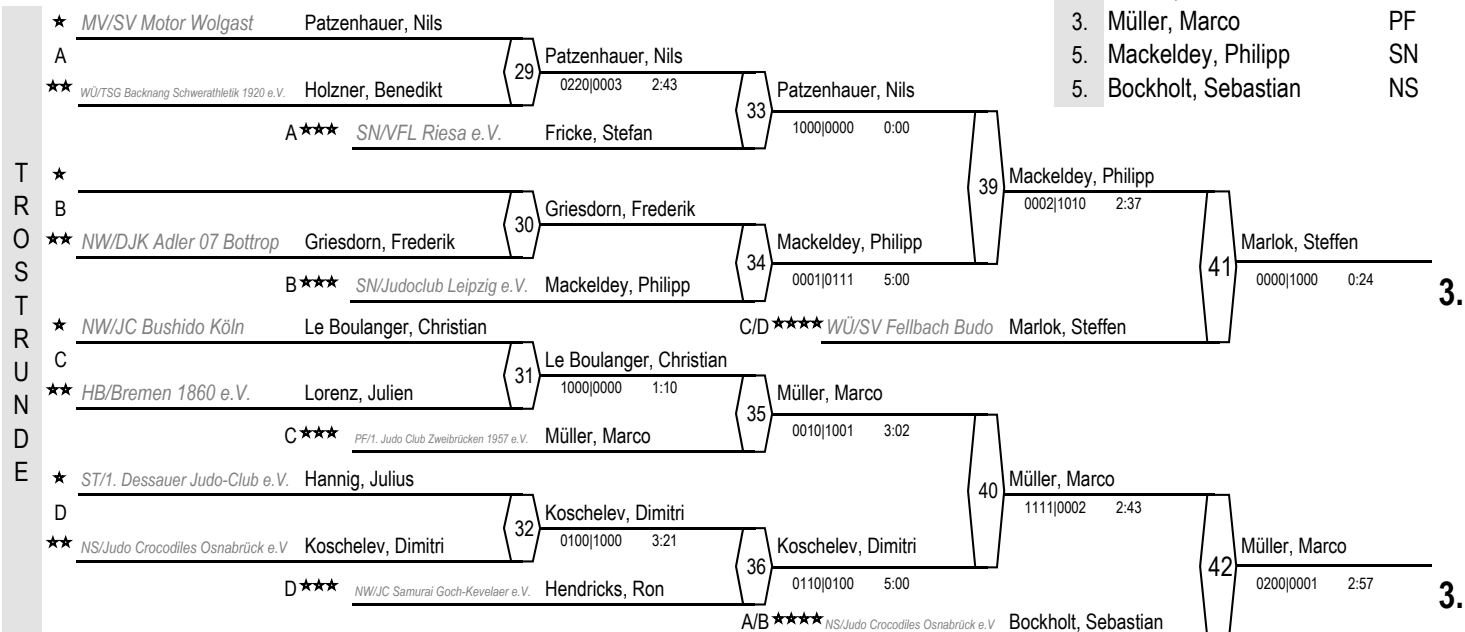 ★ MV/SV Motor Wolgast Patzenhauer, Nils
3. Müller, Marco PF
A
Patzenhauer, Nils
5. Mackeldey, Philipp SN
29
0220|0003 2:43
★★ WÜ/TSG Backnang Schwerathletik 1920 e.V. Holzner, Benedikt
Patzenhauer, Nils
5. Bockholt, Sebastian NS
33
1000|0000 0:00
A★★★ SN/VFL Riesa e.V. Fricke, Stefan
TROSTRUNDE
★
39
Mackeldey, Philipp
0002|1010 2:37
B
Griesdorn, Frederik
30
★★ NW/DJK Adler 07 Bottrop Griesdorn, Frederik
Mackeldey, Philipp
34
0001|0111 5:00
Marlok, Steffen
41
0000|1000 0:24
3.
B★★★ SN/Judoclub Leipzig e.V. Mackeldey, Philipp
★ NW/JC Bushido Köln Le Boulanger, Christian
C/D★★★★ WÜ/SV Fellbach Budo Marlok, Steffen
C
Le Boulanger, Christian
31
1000|0000 1:10
★★ HB/Bremen 1860 e.V. Lorenz, Julien
Müller, Marco
35
0010|1001 3:02
C★★★ PF/1. Judo Club Zweibrücken 1957 e.V. Müller, Marco
★ ST/1. Dessauer Judo-Club e.V. Hannig, Julius
40
Müller, Marco
1111|0002 2:43
D
Koschelev, Dimitri
32
0100|1000 3:21
★★ NS/Judo Crocodiles Osnabrück e.V Koschelev, Dimitri
Koschelev, Dimitri
36
0110|0100 5:00
Müller, Marco
42
0200|0001 2:57
3.
D★★★ NW/JC Samurai Goch-Kevelaer e.V. Hendricks, Ron
A/B★★★★ NS/Judo Crocodiles Osnabrück e.V Bockholt, Sebastian